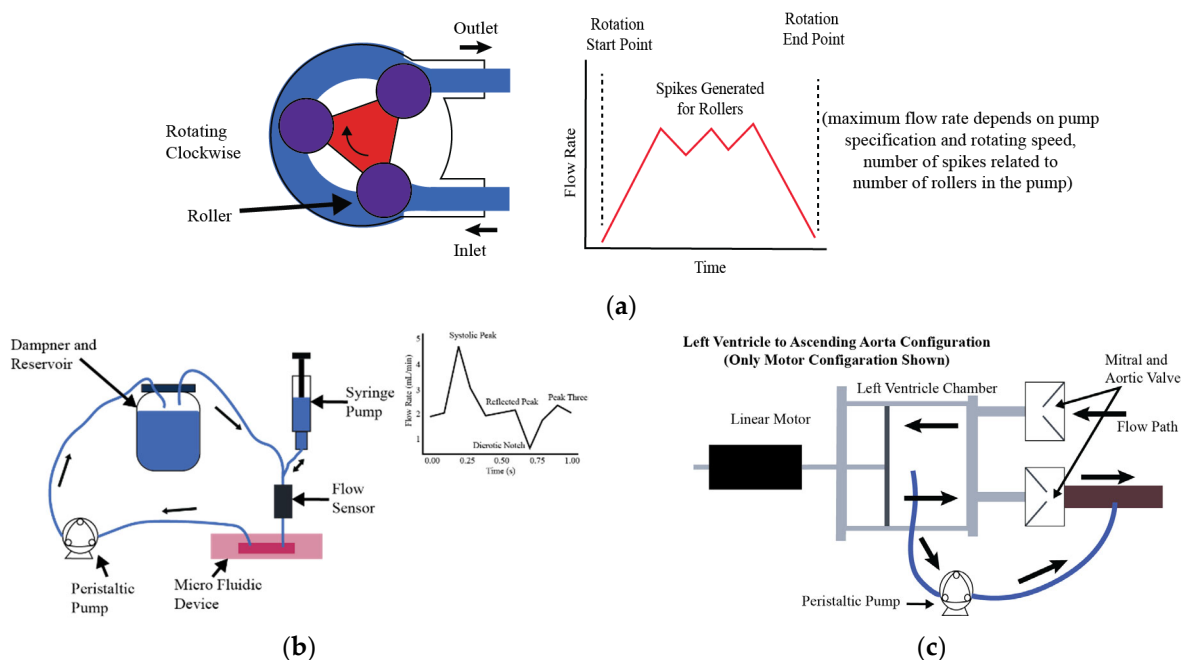 Outlet
Rotating
Clockwise
Roller
Inlet
Rotation
Start Point
Rotation
End Point
Spikes Generated
for Rollers
Flow Rate
Time
(maximum flow rate depends on pump
specification and rotating speed,
number of spikes related to
number of rollers in the pump)
(a)
Dampner and
Reservoir
Syringe
Pump
Flow
Sensor
Peristaltic
Pump
Micro Fluidic
Device
Systolic Peak
Reflected Peak
Peak Three
Dicrotic Notch
Flow Rate (mL/min)
5
4
3
2
1
0.00 0.25 0.50 0.75 1.00
Time (s)
(b)
Left Ventricle to Ascending Aorta Configuration
(Only Motor Configaration Shown)
Mitral and
Aortic Valve
Left Ventricle Chamber
Linear Motor
Flow Path
Peristaltic Pump
(c)